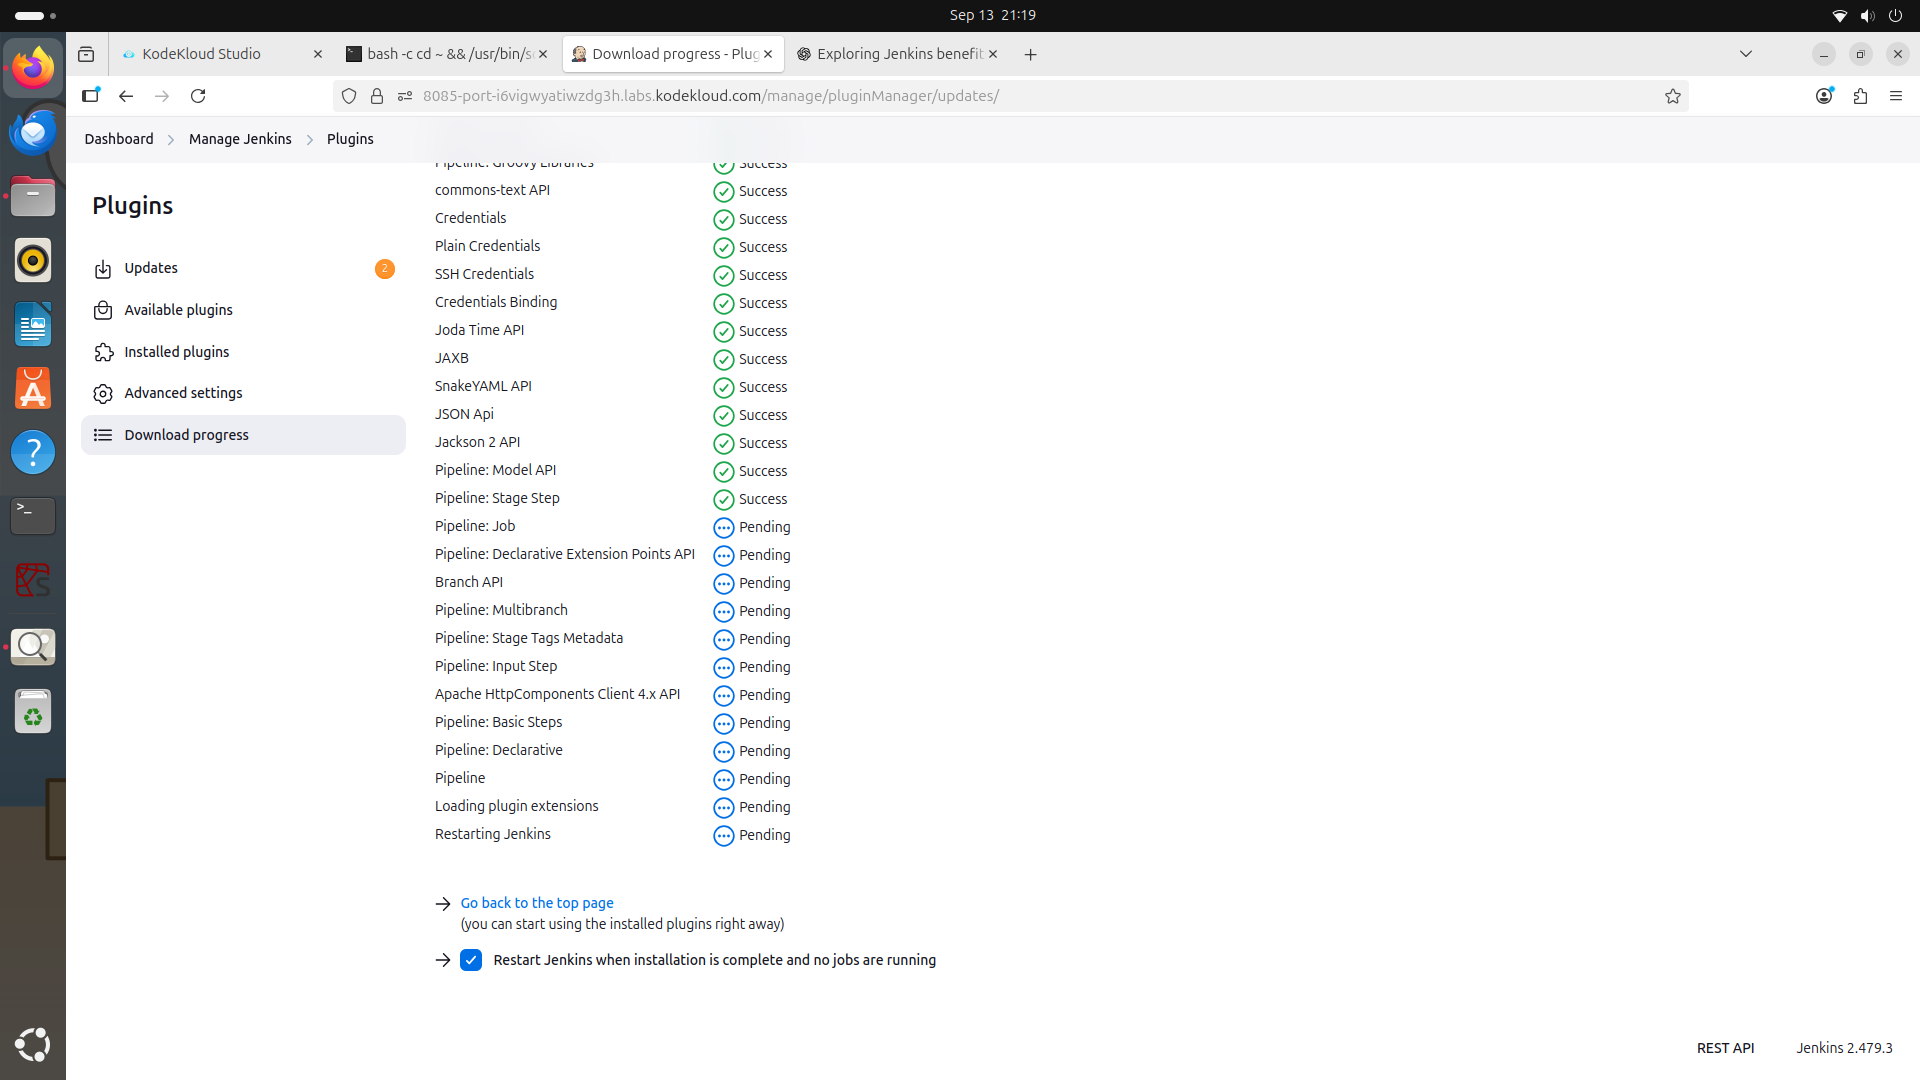 Sep 13 21:19
KodeKloud Studio
bash -c cd ~ && /usr/bin/s
Download progress - Plug
Exploring Jenkins benefit
8085-port-i6vigwyatiwzdg3h.labs.kodekloud.com/manage/pluginManager/updates/
Dashboard > Manage Jenkins > Plugins
Plugins
Updates 2
Available plugins
Installed plugins
Advanced settings
Download progress
Pipeline: Groovy Libraries Success
commons-text API Success
Credentials Success
Plain Credentials Success
SSH Credentials Success
Credentials Binding Success
Joda Time API Success
JAXB Success
SnakeYAML API Success
JSON Api Success
Jackson 2 API Success
Pipeline: Model API Success
Pipeline: Stage Step Success
Pipeline: Job Pending
Pipeline: Declarative Extension Points API Pending
Branch API Pending
Pipeline: Multibranch Pending
Pipeline: Stage Tags Metadata Pending
Pipeline: Input Step Pending
Apache HttpComponents Client 4.x API Pending
Pipeline: Basic Steps Pending
Pipeline: Declarative Pending
Pipeline Pending
Loading plugin extensions Pending
Restarting Jenkins Pending
Go back to the top page
(you can start using the installed plugins right away)
Restart Jenkins when installation is complete and no jobs are running
REST API
Jenkins 2.479.3